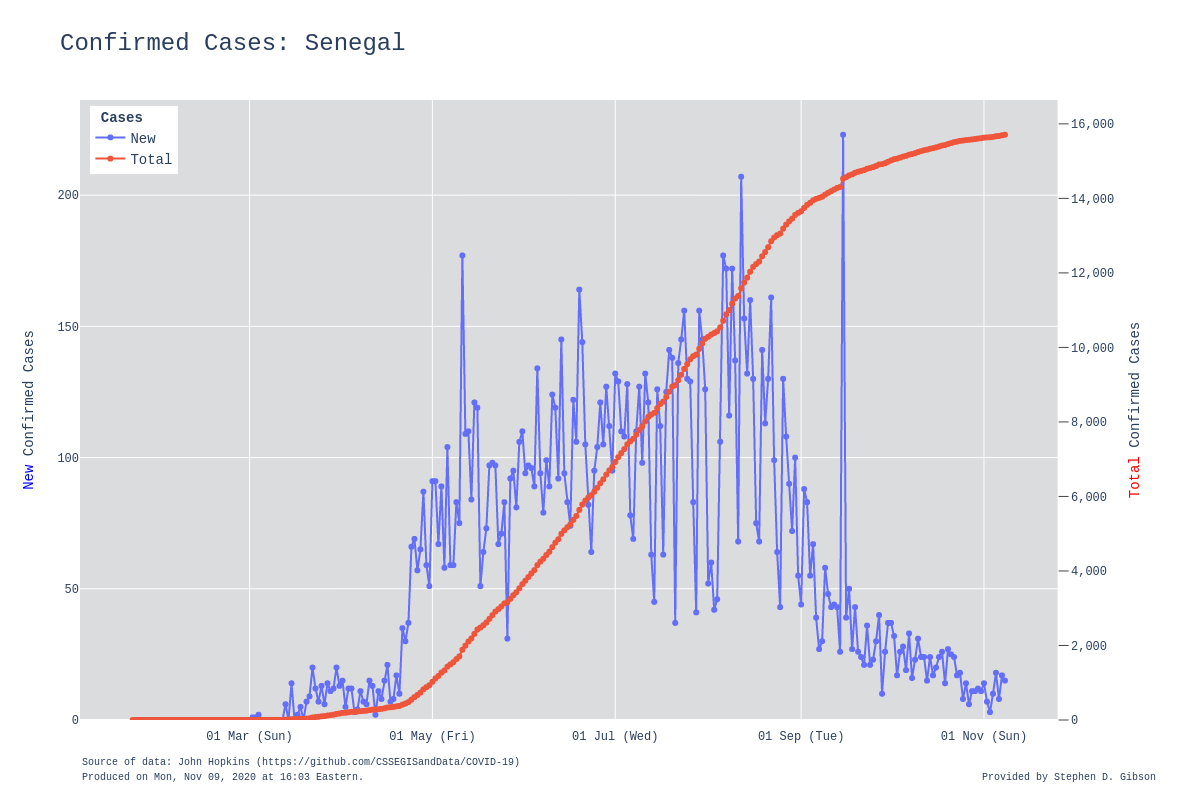 Confirmed Cases: Senegal
Cases
New
Total
200
150
100
50
0
16,000
14,000
12,000
10,000
8,000
6,000
4,000
2,000
0
New Confirmed Cases
Total Confirmed Cases
01 Mar (Sun)
01 May (Fri)
01 Jul (Wed)
01 Sep (Tue)
01 Nov (Sun)
Source of data: John Hopkins (https://github.com/CSSEGISandData/COVID-19)
Produced on Mon, Nov 09, 2020 at 16:03 Eastern.
Provided by Stephen D. Gibson